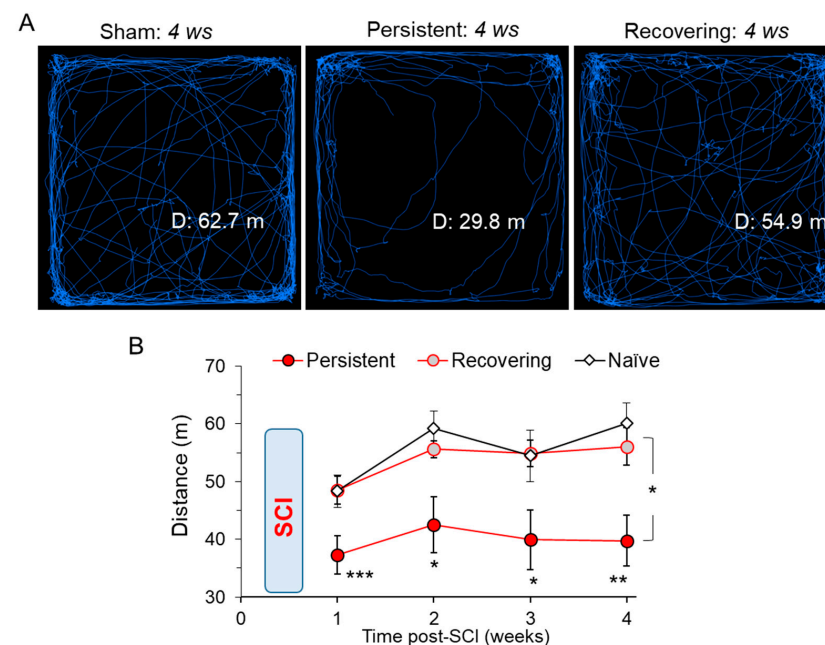 A
Sham: 4 ws
Persistent: 4 ws
Recovering: 4 ws
D: 62.7 m
D: 29.8 m
D: 54.9 m
B
Persistent
Recovering
Naïve
70
60
50
40
30
Distance (m)
SCI
***
*
*
**
*
0
1
2
3
4
Time post-SCI (weeks)